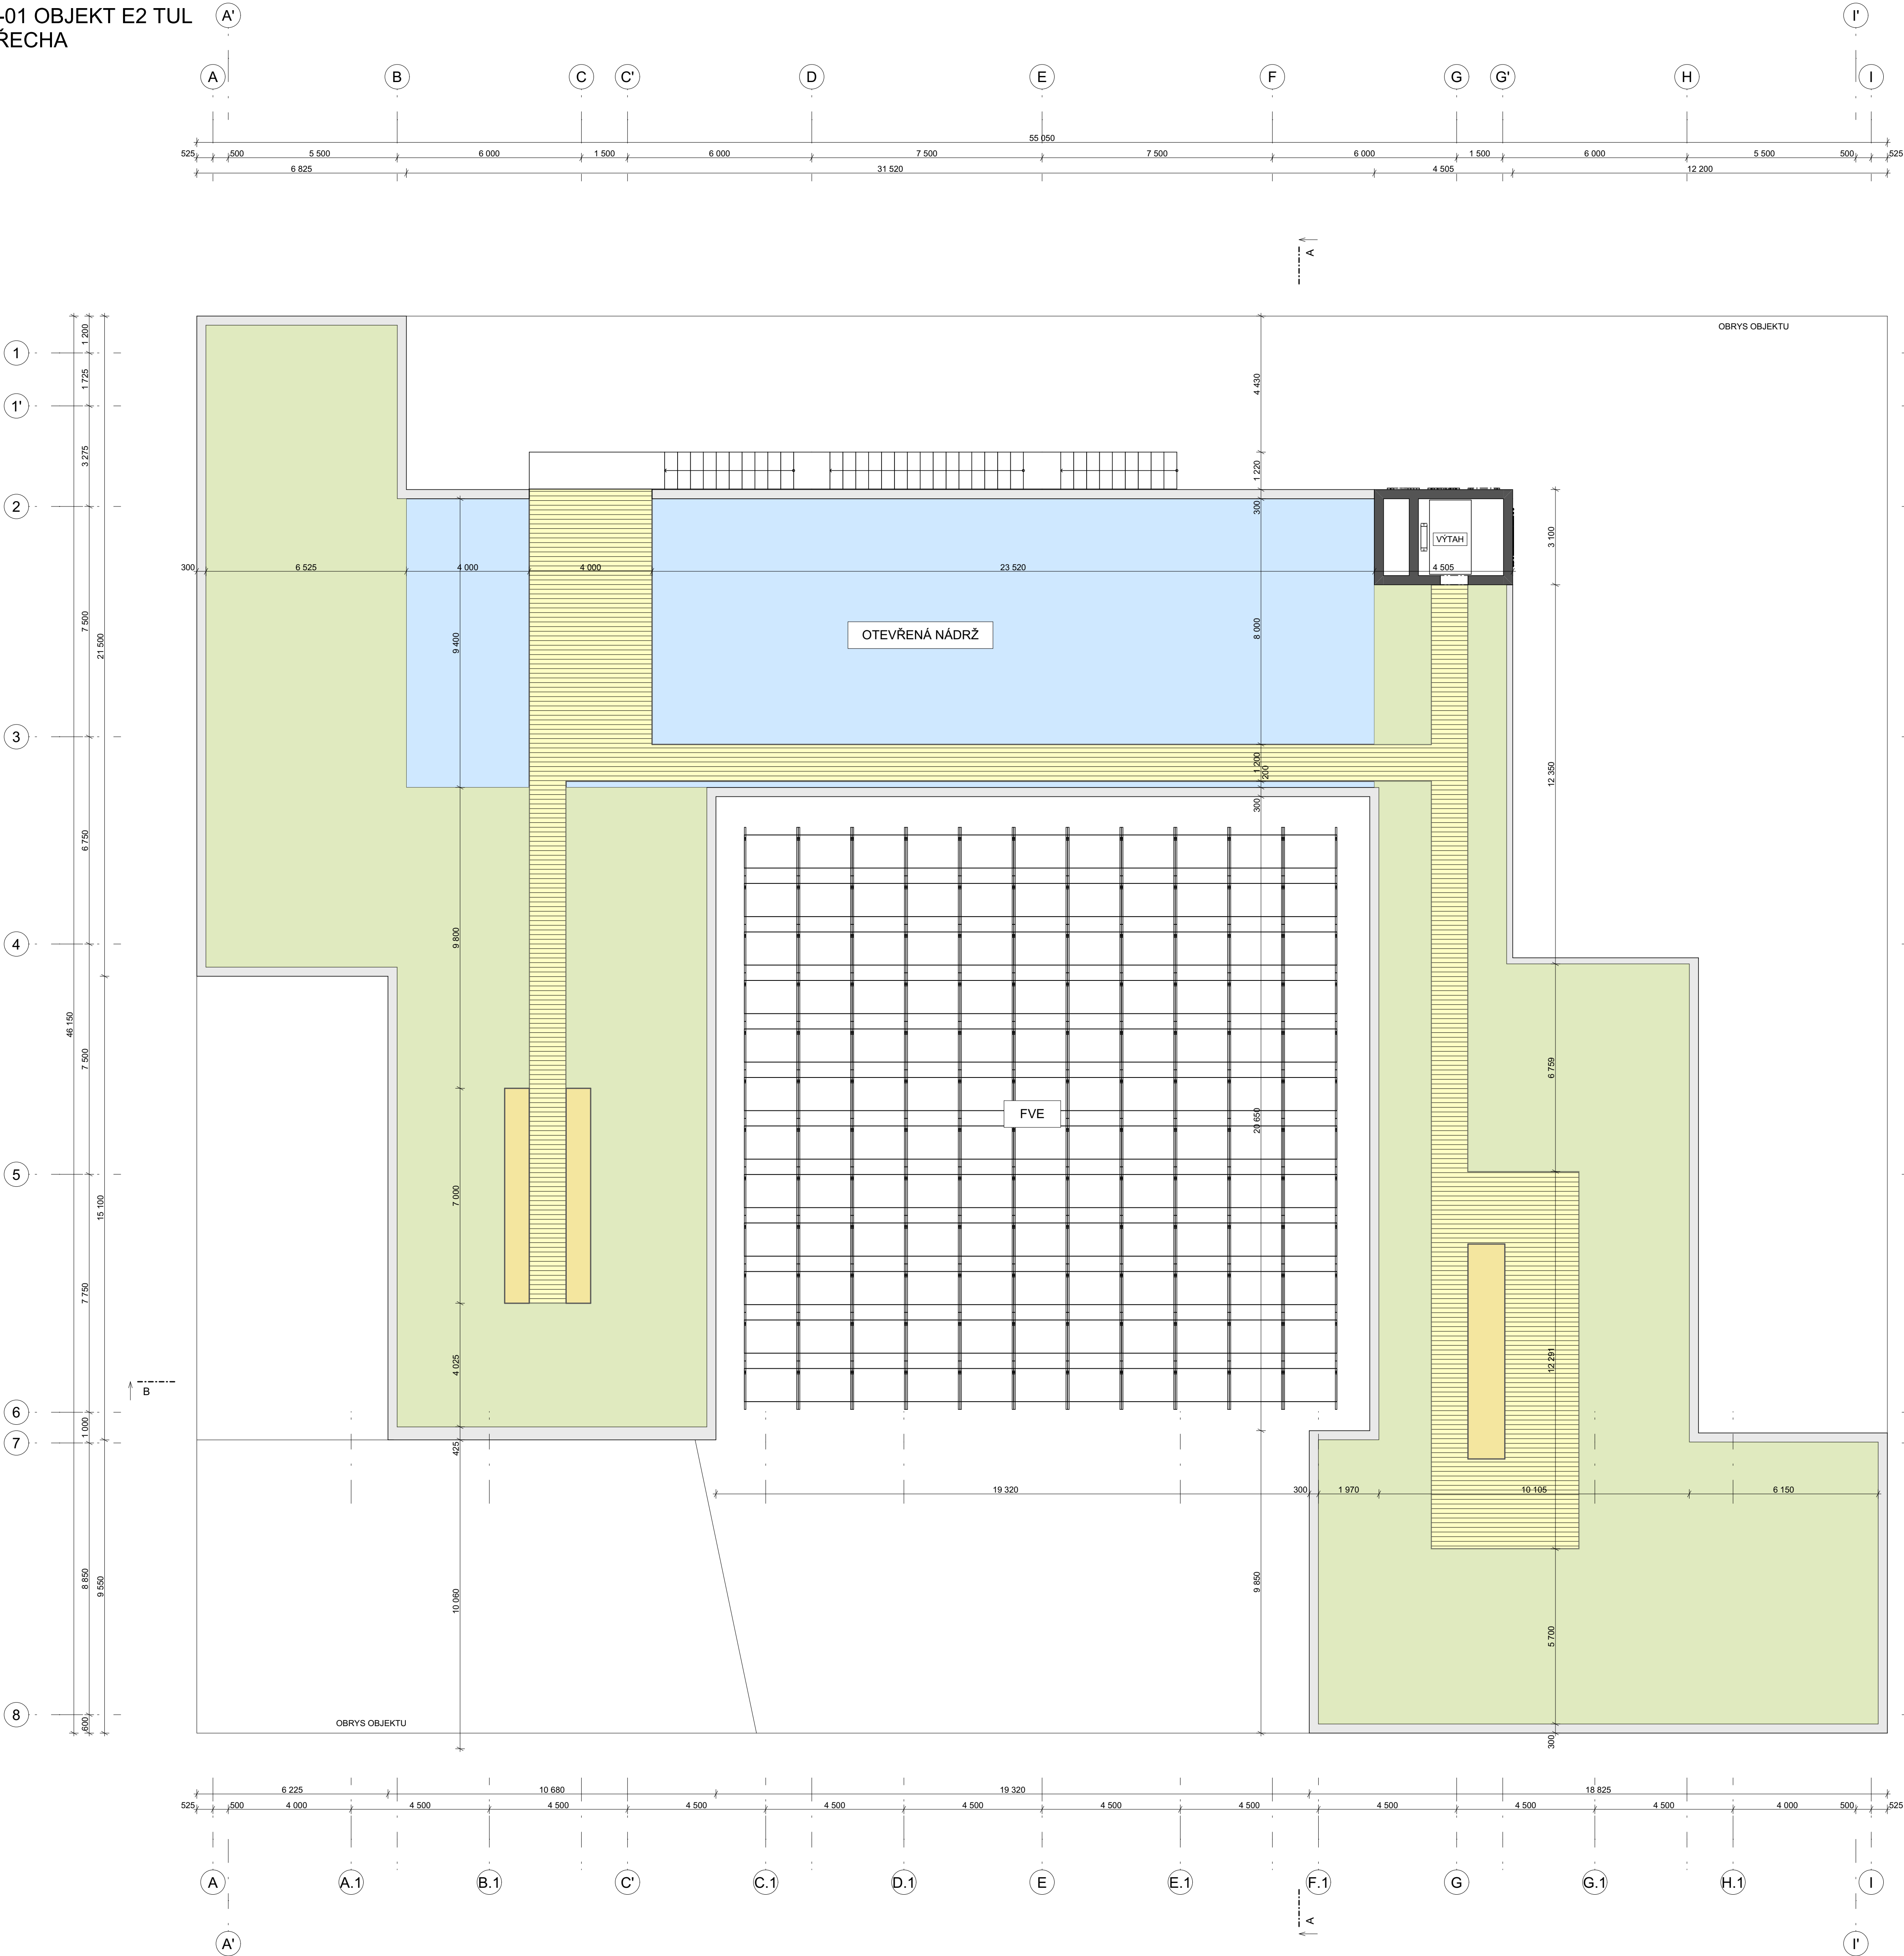 -01 OBJEKT E2 TUL
ŘECHA
A' I'
A B C C' D E F G G' H I
55 050
525 500 5 500 6 000 1 500 6 000 7 500 7 500 6 000 1 500 6 000 5 500 500 525
6 825 31 520 4 505 12 200
A
OBRYS OBJEKTU
1 200
1
1 725
4 430
1'
3 275
1 220
2
300
3 100
VÝTAH
300 6 525 4 000 4 000 23 520 4 505
7 500
21 500
9 400
8 000
OTEVŘENÁ NÁDRŽ
3
1 200
200
12 350
300
6 750
4
9 800
46 150
7 500
6 759
FVE
20 650
5
15 100
7 000
7 750
4 025
12 291
B
6
1 000
7
425
19 320 300 1 970 10 105 6 150
8 850
9 550
10 060
9 850
5 700
8
600
OBRYS OBJEKTU
300
6 225 10 680 19 320 18 825
525 500 4 000 4 500 4 500 4 500 4 500 4 500 4 500 4 500 4 500 4 500 4 500 4 000 500 525
A A.1 B.1 C' C.1 D.1 E E.1 F.1 G G.1 H.1 I
A
A' I'